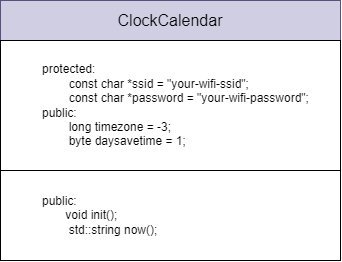 ClockCalendar
protected:
const char *ssid = "your-wifi-ssid";
const char *password = "your-wifi-password";
public:
long timezone = -3;
byte daysavetime = 1;
public:
void init();
std::string now();